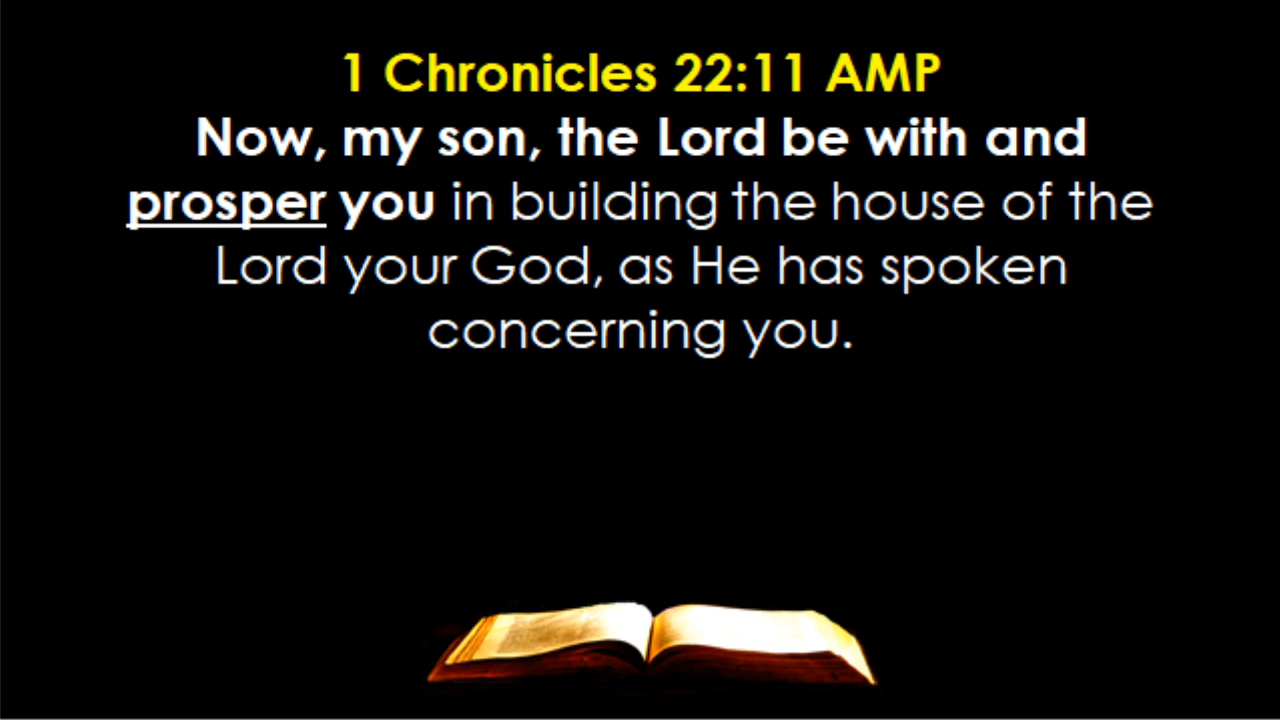 1 Chronicles 22:11 AMP
Now, my son, the Lord be with and
prosper you in building the house of the
Lord your God, as He has spoken
concerning you.